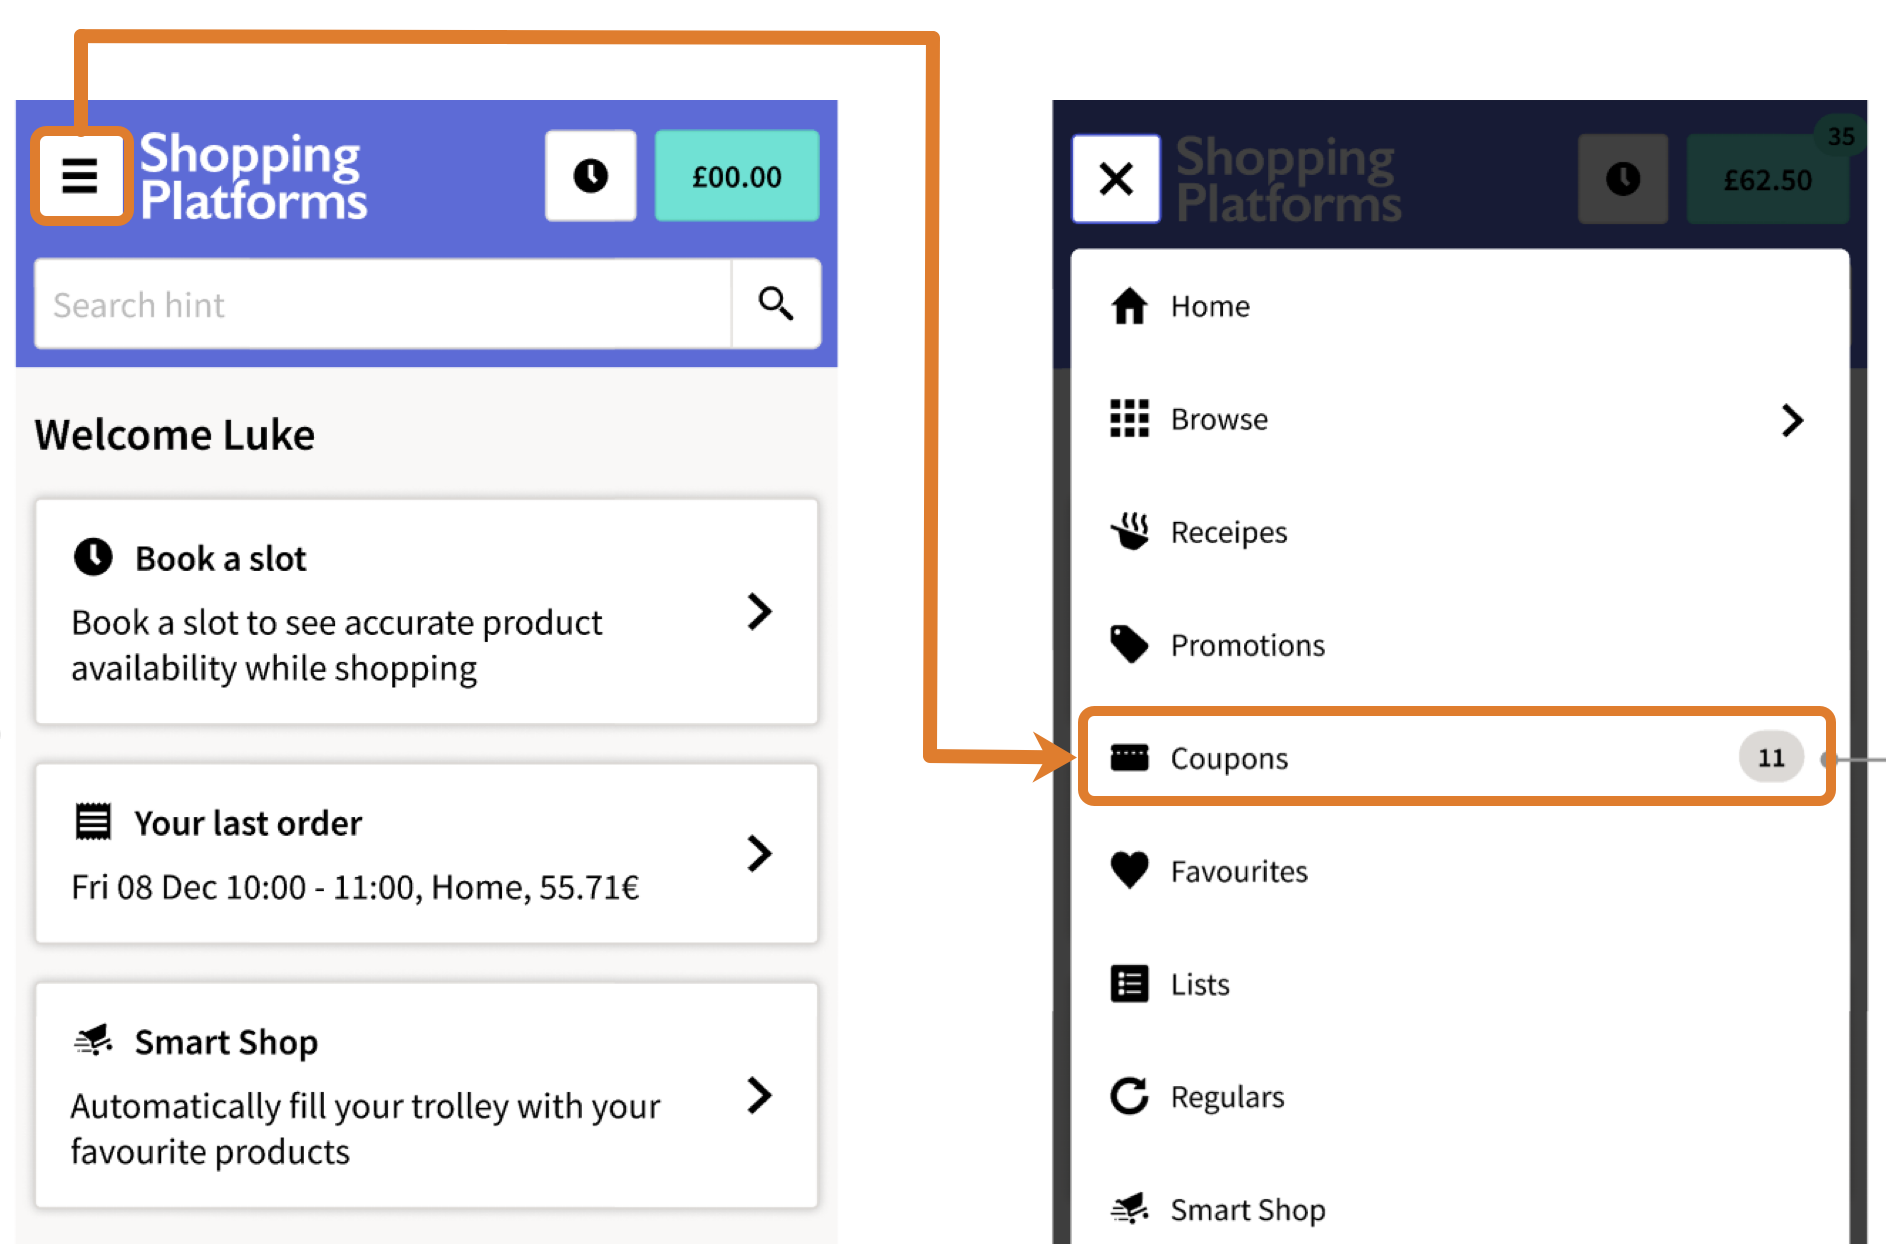 Shopping
Platforms
£00.00
Search hint
Welcome Luke
Book a slot
Book a slot to see accurate product
availability while shopping
Your last order
Fri 08 Dec 10:00 - 11:00, Home, 55.71€
Smart Shop
Automatically fill your trolley with your
favourite products
Shopping
Platforms
35
£62.50
Home
Browse
Receipes
Promotions
Coupons
11
Favourites
Lists
Regulars
Smart Shop